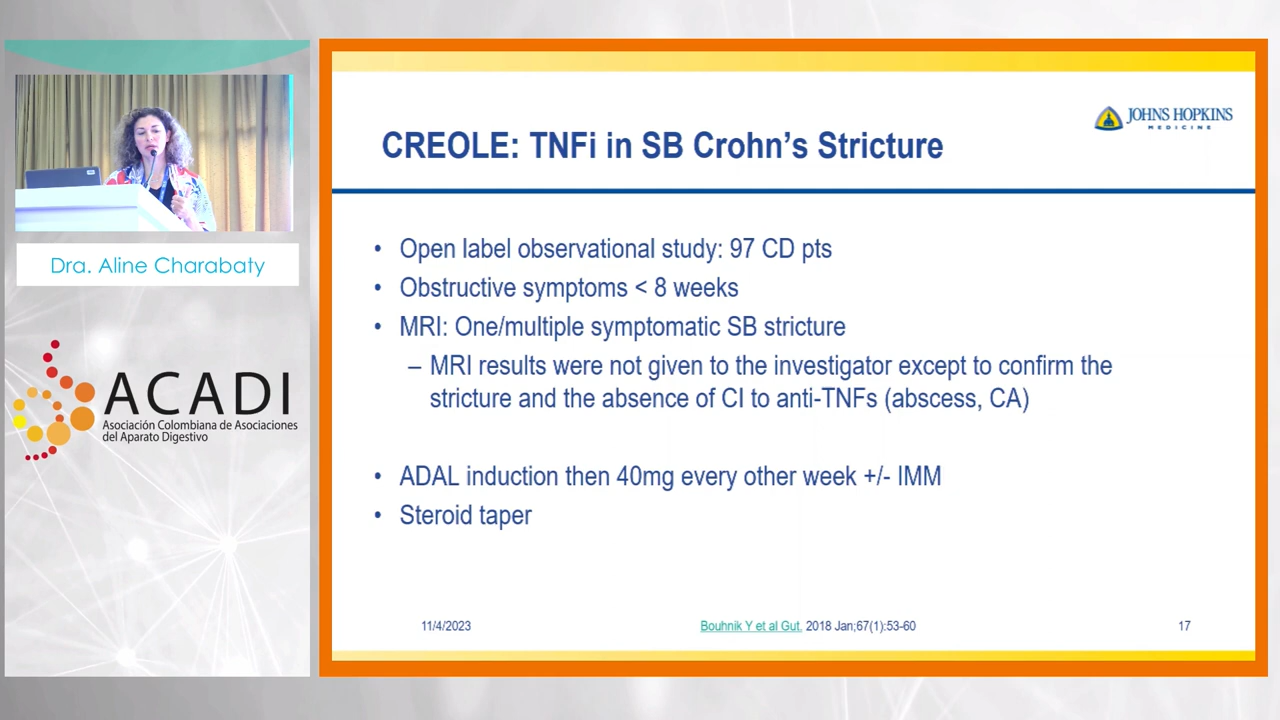 JOHNS HOPKINS
MEDICINE
CREOLE: TNFi in SB Crohn's Stricture
• Open label observational study: 97 CD pts
• Obstructive symptoms < 8 weeks
• MRI: One/multiple symptomatic SB stricture
– MRI results were not given to the investigator except to confirm the
stricture and the absence of CI to anti-TNFs (abscess, CA)
• ADAL induction then 40mg every other week +/- IMM
• Steroid taper
11/4/2023
Bouhnik Y et al Gut. 2018 Jan;67(1):53-60
17
Dra. Aline Charabaty
ACADI
Asociación Colombiana de Asociaciones
del Aparato Digestivo